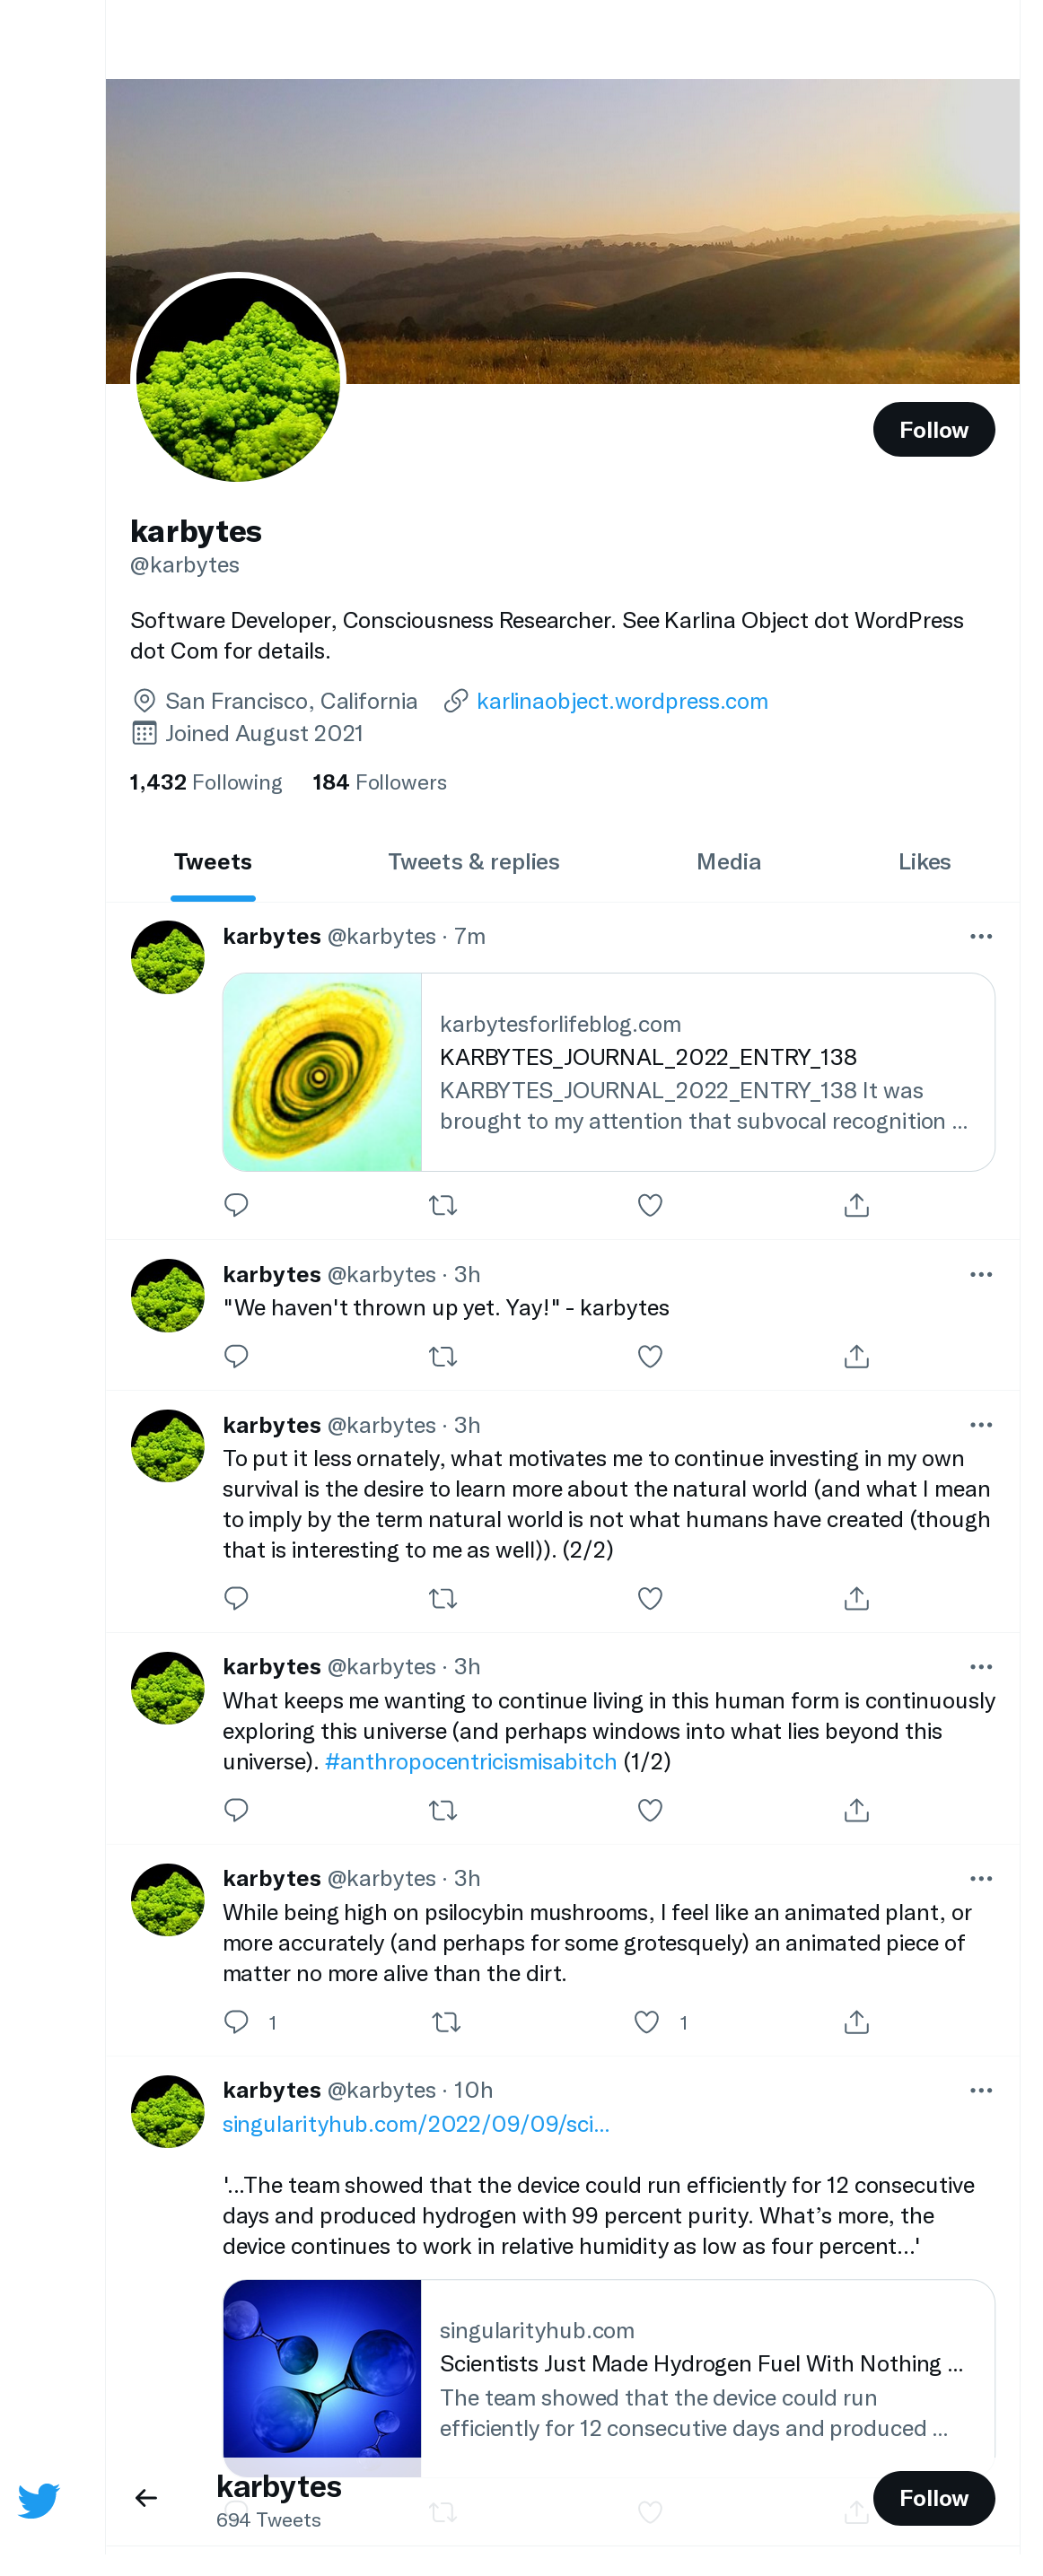 Follow
karbytes
@karbytes
Software Developer, Consciousness Researcher. See Karlina Object dot WordPress
dot Com for details.
San Francisco, California karlinaobject.wordpress.com
Joined August 2021
1,432 Following 184 Followers
Tweets Tweets & replies Media Likes
karbytes @karbytes · 7m
karbytesforlifeblog.com
KARBYTES_JOURNAL_2022_ENTRY_138
KARBYTES_JOURNAL_2022_ENTRY_138 It was
brought to my attention that subvocal recognition ...
karbytes @karbytes · 3h
"We haven't thrown up yet. Yay!" - karbytes
karbytes @karbytes · 3h
To put it less ornately, what motivates me to continue investing in my own
survival is the desire to learn more about the natural world (and what I mean
to imply by the term natural world is not what humans have created (though
that is interesting to me as well)). (2/2)
karbytes @karbytes · 3h
What keeps me wanting to continue living in this human form is continuously
exploring this universe (and perhaps windows into what lies beyond this
universe). #anthropocentricismisabitch (1/2)
karbytes @karbytes · 3h
While being high on psilocybin mushrooms, I feel like an animated plant, or
more accurately (and perhaps for some grotesquely) an animated piece of
matter no more alive than the dirt.
1 1
karbytes @karbytes · 10h
singularityhub.com/2022/09/09/sci...
'...The team showed that the device could run efficiently for 12 consecutive
days and produced hydrogen with 99 percent purity. What’s more, the
device continues to work in relative humidity as low as four percent...'
singularityhub.com
Scientists Just Made Hydrogen Fuel With Nothing ...
The team showed that the device could run
efficiently for 12 consecutive days and produced ...
karbytes
694 Tweets
Follow